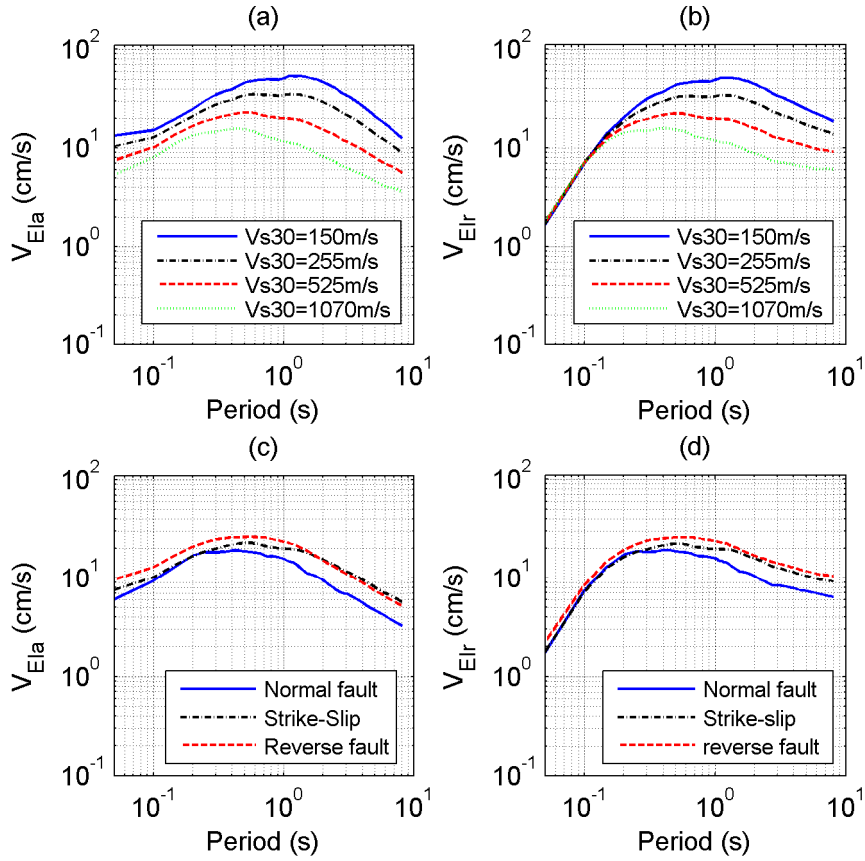 (a)
10^2
10^1
10^0
10^-1
V_EIa (cm/s)
Vs30=150m/s
Vs30=255m/s
Vs30=525m/s
Vs30=1070m/s
10^-1 10^0 10^1
Period (s)
(b)
10^2
10^1
10^0
10^-1
V_EIr (cm/s)
Vs30=150m/s
Vs30=255m/s
Vs30=525m/s
Vs30=1070m/s
10^-1 10^0 10^1
Period (s)
(c)
10^2
10^1
10^0
10^-1
V_EIa (cm/s)
Normal fault
Strike-Slip
Reverse fault
10^-1 10^0 10^1
Period (s)
(d)
10^2
10^1
10^0
10^-1
V_EIr (cm/s)
Normal fault
Strike-slip
reverse fault
10^-1 10^0 10^1
Period (s)